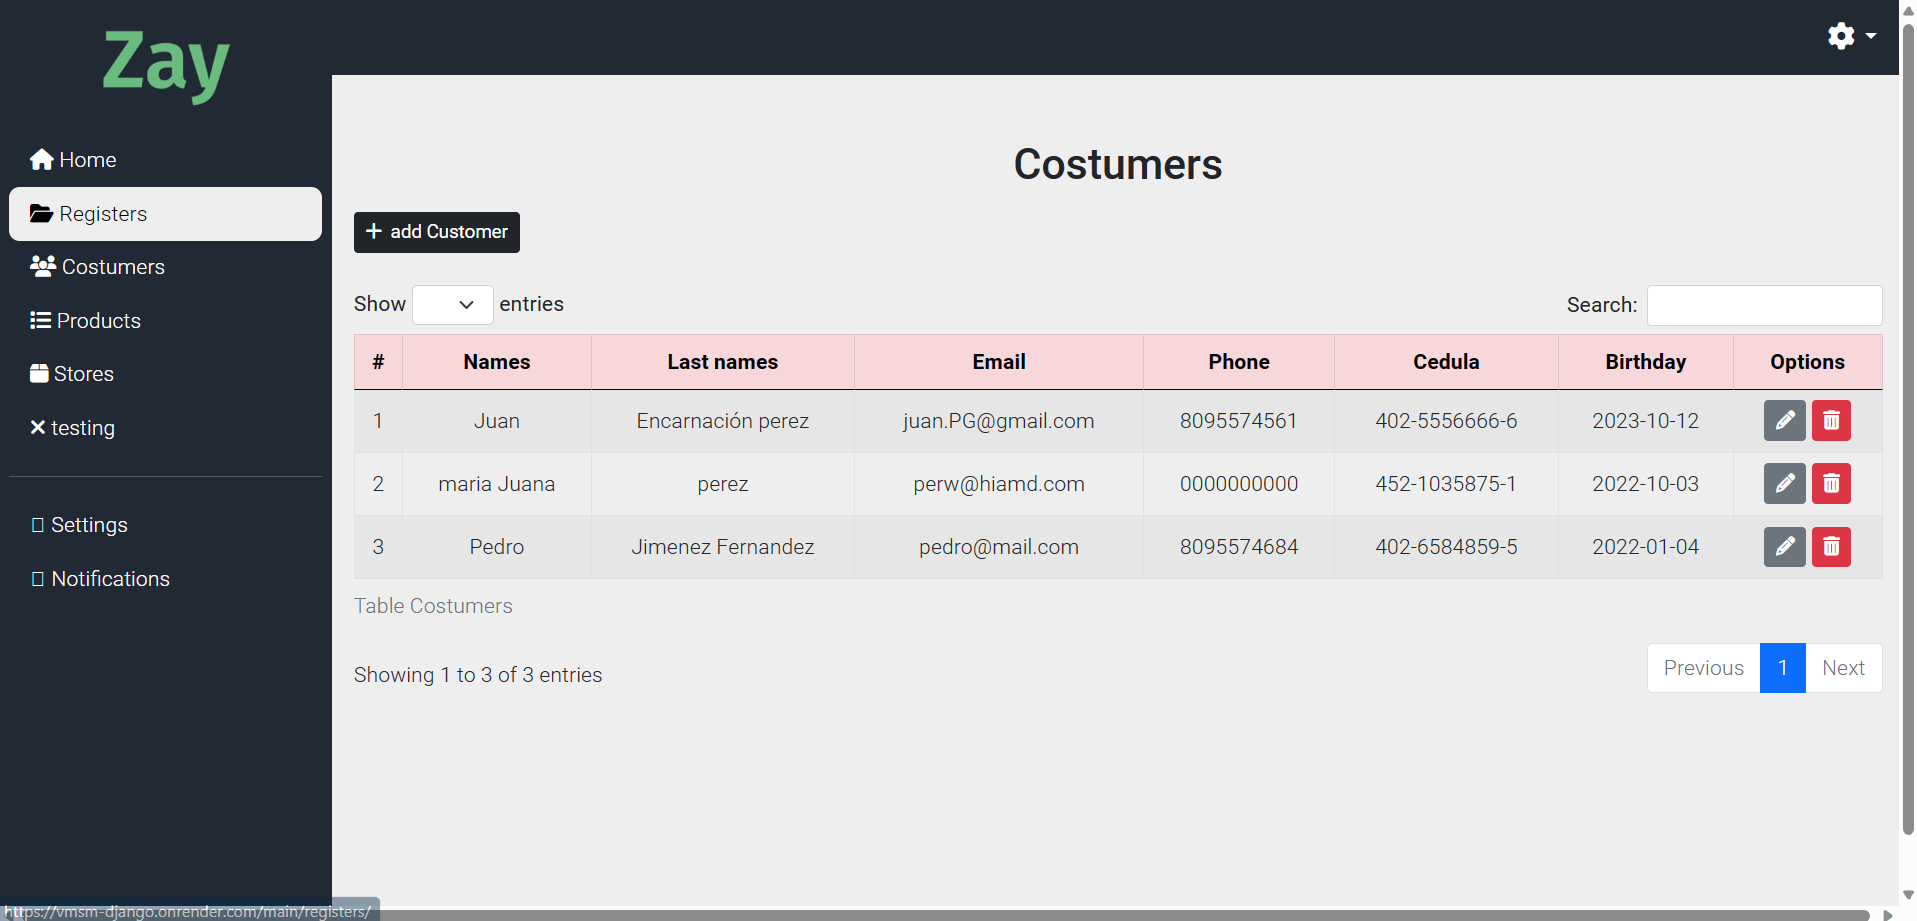 Zay
Home
Registers
Costumers
Products
Stores
testing
Settings
Notifications
Costumers
+ add Customer
Show entries
Search:
# Names Last names Email Phone Cedula Birthday Options
1 Juan Encarnación perez juan.PG@gmail.com 8095574561 402-5556666-6 2023-10-12
2 maria Juana perez perw@hiamd.com 0000000000 452-1035875-1 2022-10-03
3 Pedro Jimenez Fernandez pedro@mail.com 8095574684 402-6584859-5 2022-01-04
Table Costumers
Showing 1 to 3 of 3 entries
Previous 1 Next
https://vmsm-django.onrender.com/main/registers/